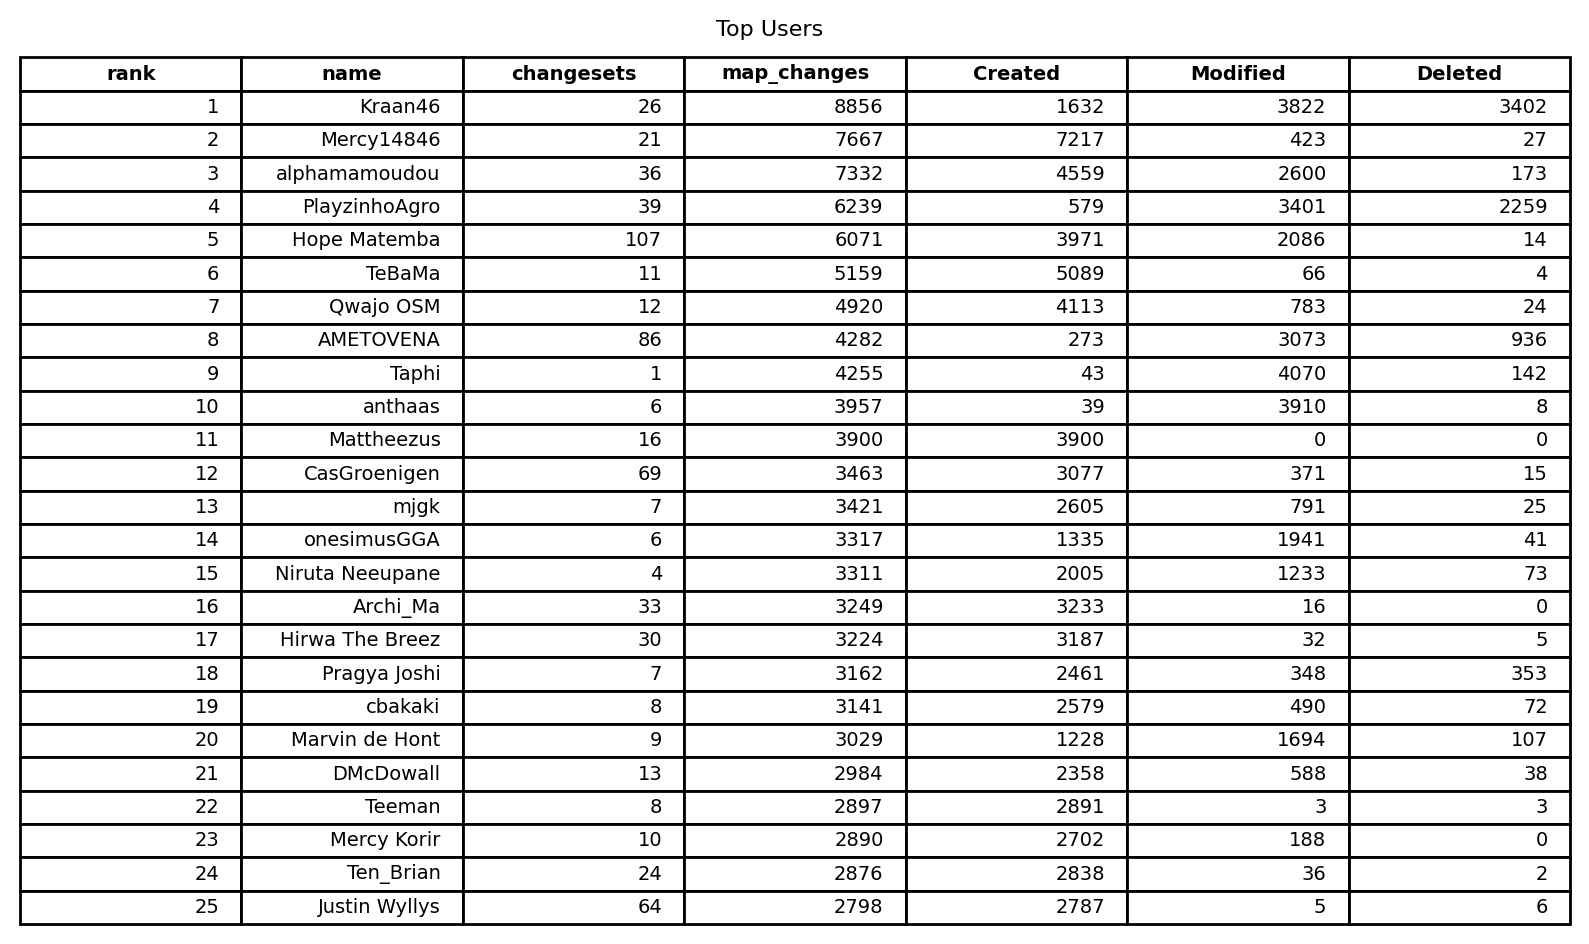 Top Users
rank name changesets map_changes Created Modified Deleted
1 Kraan46 26 8856 1632 3822 3402
2 Mercy14846 21 7667 7217 423 27
3 alphamamoudou 36 7332 4559 2600 173
4 PlayzinhoAgro 39 6239 579 3401 2259
5 Hope Matemba 107 6071 3971 2086 14
6 TeBaMa 11 5159 5089 66 4
7 Qwajo OSM 12 4920 4113 783 24
8 AMETOVENA 86 4282 273 3073 936
9 Taphi 1 4255 43 4070 142
10 anthaas 6 3957 39 3910 8
11 Mattheezus 16 3900 3900 0 0
12 CasGroenigen 69 3463 3077 371 15
13 mjgk 7 3421 2605 791 25
14 onesimusGGA 6 3317 1335 1941 41
15 Niruta Neeupane 4 3311 2005 1233 73
16 Archi_Ma 33 3249 3233 16 0
17 Hirwa The Breez 30 3224 3187 32 5
18 Pragya Joshi 7 3162 2461 348 353
19 cbakaki 8 3141 2579 490 72
20 Marvin de Hont 9 3029 1228 1694 107
21 DMcDowall 13 2984 2358 588 38
22 Teeman 8 2897 2891 3 3
23 Mercy Korir 10 2890 2702 188 0
24 Ten_Brian 24 2876 2838 36 2
25 Justin Wyllys 64 2798 2787 5 6